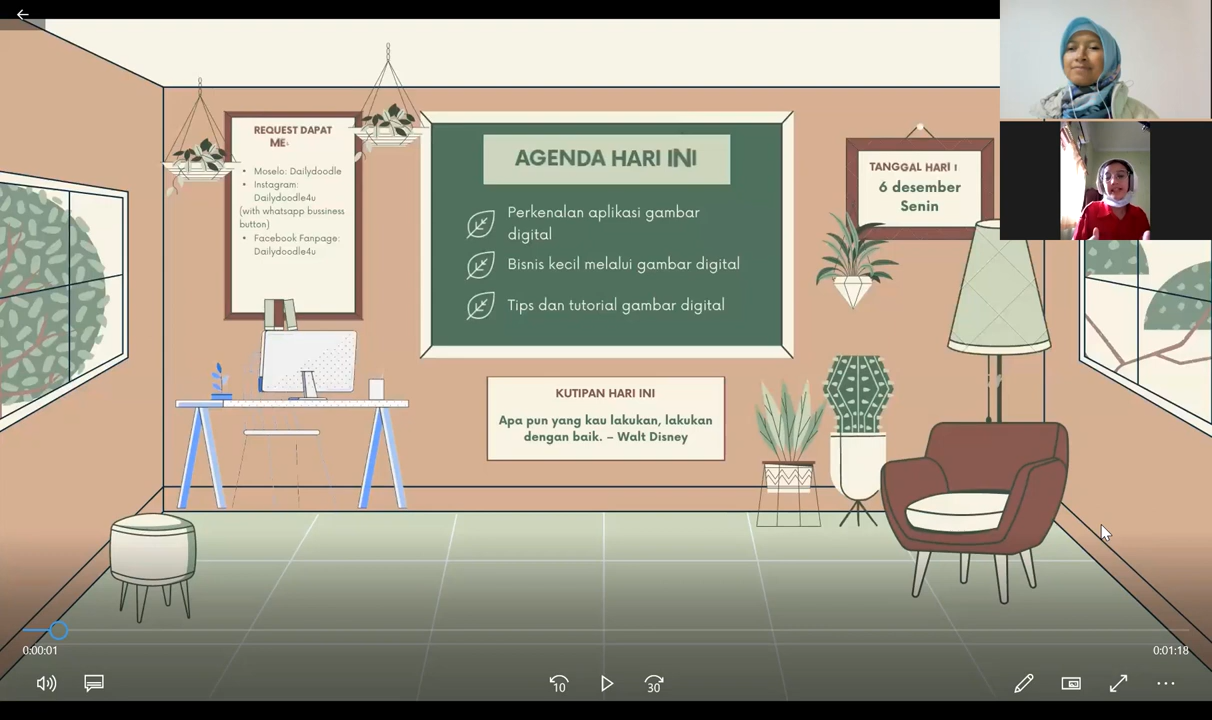 REQUEST DAPAT
Moselo: Dailydoodle
Instagram:
Dailydoodle4u
(with whatsapp bussiness
button)
Facebook Fanpage:
Dailydoodle4u
AGENDA HARI INI
Perkenalan aplikasi gambar
digital
Bisnis kecil melalui gambar digital
Tips dan tutorial gambar digital
TANGGAL HARI I
6 desember
Senin
KUTIPAN HARI INI
Apa pun yang kau lakukan, lakukan
dengan baik. – Walt Disney
0:00:01
0:01:18
10
30